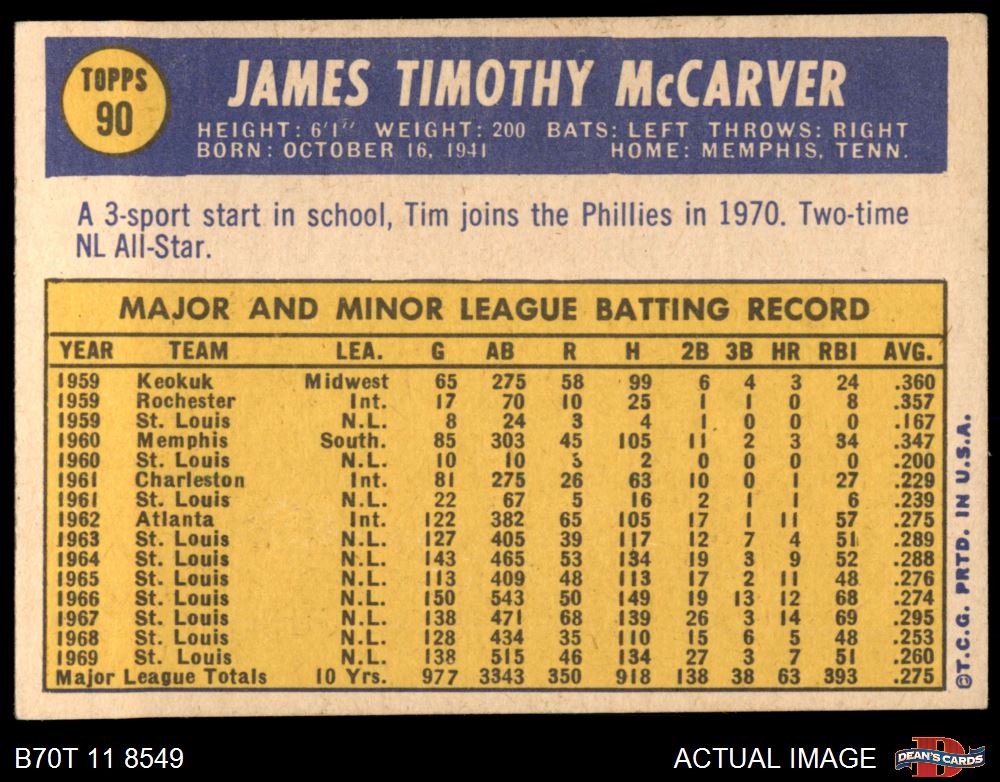 TOPPS
90
JAMES TIMOTHY McCARVER
HEIGHT: 6'1" WEIGHT: 200 BATS: LEFT THROWS: RIGHT
BORN: OCTOBER 16, 1941 HOME: MEMPHIS, TENN.
A 3-sport start in school, Tim joins the Phillies in 1970. Two-time
NL All-Star.
MAJOR AND MINOR LEAGUE BATTING RECORD
YEAR TEAM LEA. G AB R H 2B 3B HR RBI AVG.
1959 Keokuk Midwest 65 275 58 99 6 4 3 24 .360
1959 Rochester Int. 17 70 10 25 1 1 0 8 .357
1959 St. Louis N.L. 8 24 3 4 1 0 0 0 .167
1960 Memphis South. 85 303 45 105 11 2 3 34 .347
1960 St. Louis N.L. 10 10 3 2 0 0 0 0 .200
1961 Charleston Int. 81 275 26 63 10 0 1 27 .229
1961 St. Louis N.L. 22 67 5 16 2 1 1 6 .239
1962 Atlanta Int. 122 382 65 105 17 1 11 57 .275
1963 St. Louis N.L. 127 405 39 117 12 7 4 51 .289
1964 St. Louis N.L. 143 465 53 134 19 3 9 52 .288
1965 St. Louis N.L. 113 409 48 113 17 2 11 48 .276
1966 St. Louis N.L. 150 543 50 149 19 13 12 68 .274
1967 St. Louis N.L. 138 471 68 139 26 3 14 69 .295
1968 St. Louis N.L. 128 434 35 110 15 6 5 48 .253
1969 St. Louis N.L. 138 515 46 134 27 3 7 51 .260
Major League Totals 10 Yrs. 977 3343 350 918 138 38 63 393 .275
©T.C.G. PRTD. IN U.S.A.
B70T 11 8549
ACTUAL IMAGE
D
DEAN'S CARDS